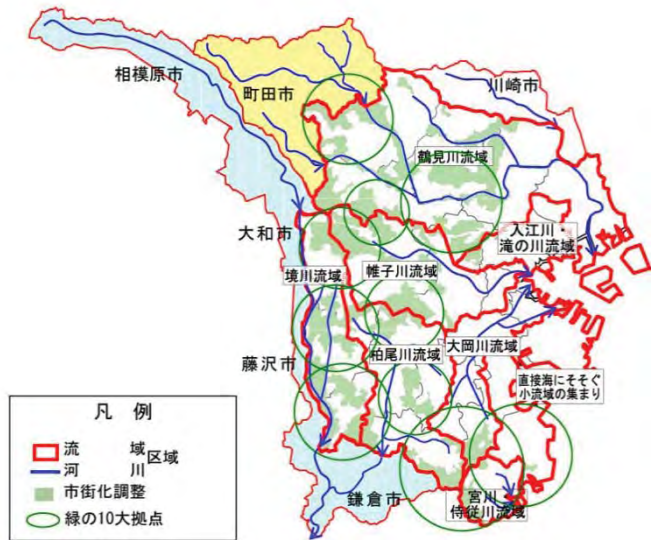 相模原市
町田市
川崎市
鶴見川流域
入江川・
滝の川流域
大和市
境川流域
帷子川流域
藤沢市
柏尾川流域
大岡川流域
直接海にそそぐ
小流域の集まり
鎌倉市
宮川
侍従川流域
凡 例
流 域
河 川
区域
市街化調整
緑の10大拠点